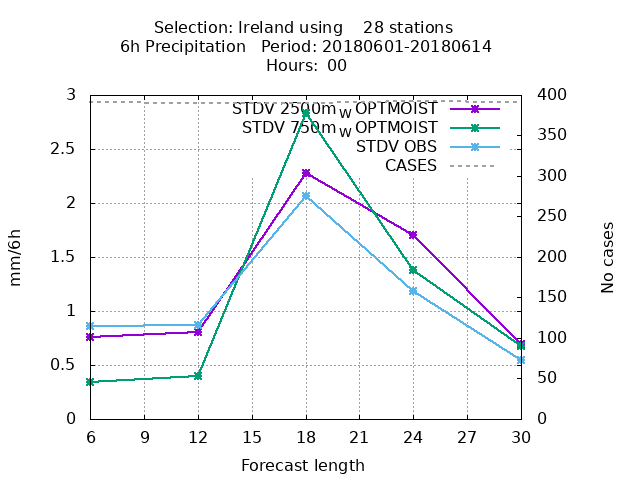 Selection: Ireland using 28 stations
6h Precipitation Period: 20180601-20180614
Hours: 00
STDV 2500m_W OPTMOIST
STDV 750m_W OPTMOIST
STDV OBS
CASES
mm/6h
3
2.5
2
1.5
1
0.5
0
No cases
400
350
300
250
200
150
100
50
0
6 9 12 15 18 21 24 27 30
Forecast length